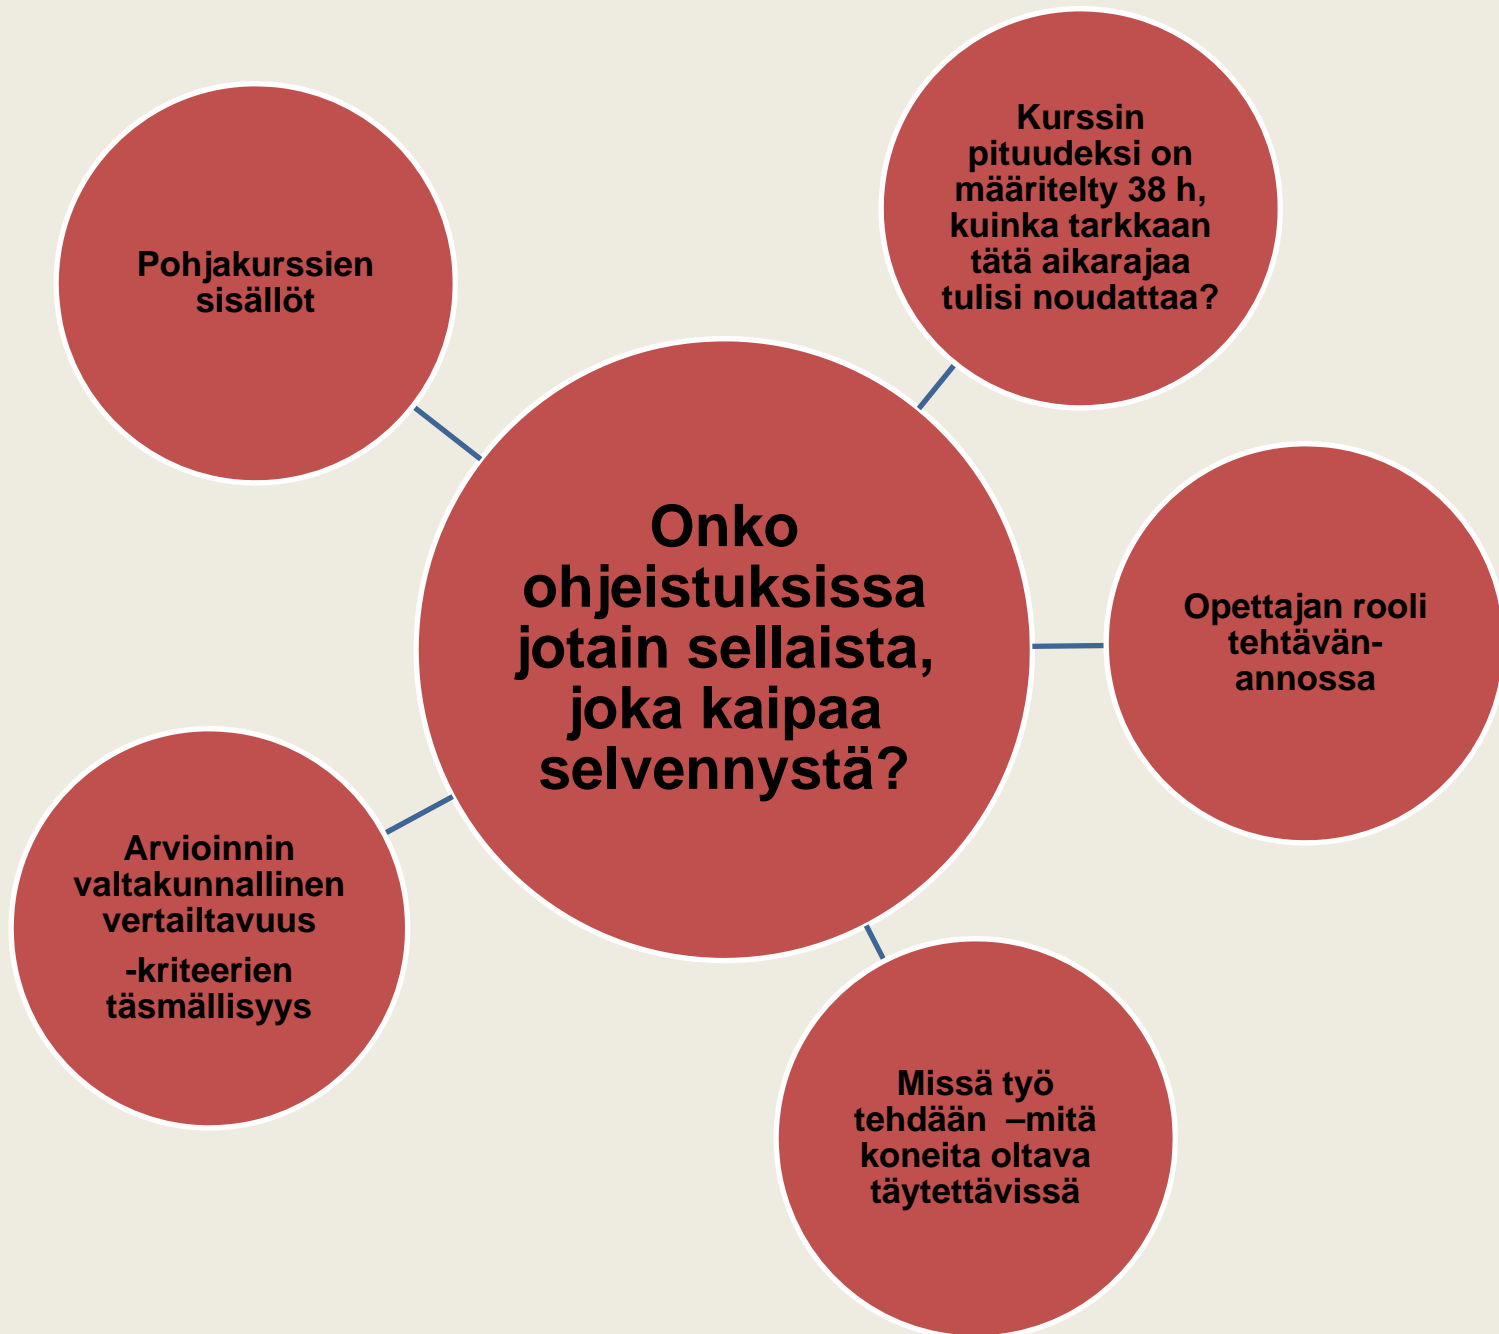 Onko
ohjeistuksissa
jotain sellaista,
joka kaipaa
selvennystä?
Kurssin
pituudeksi on
määritelty 38 h,
kuinka tarkkaan
tätä aikarajaa
tulisi noudattaa?
Opettajan rooli
tehtävän-
annossa
Missä työ
tehdään –mitä
koneita oltava
täytettävissä
Arvioinnin
valtakunnallinen
vertailtavuus
-kriteerien
täsmällisyys
Pohjakurssien
sisällöt